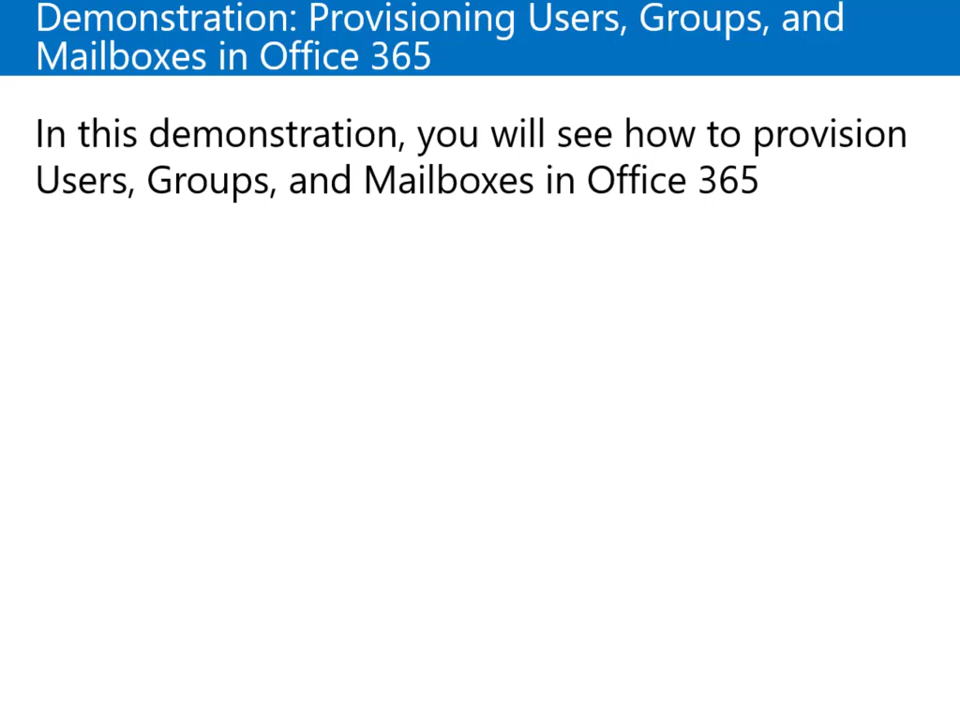 Demonstration: Provisioning Users, Groups, and
Mailboxes in Office 365
In this demonstration, you will see how to provision
Users, Groups, and Mailboxes in Office 365